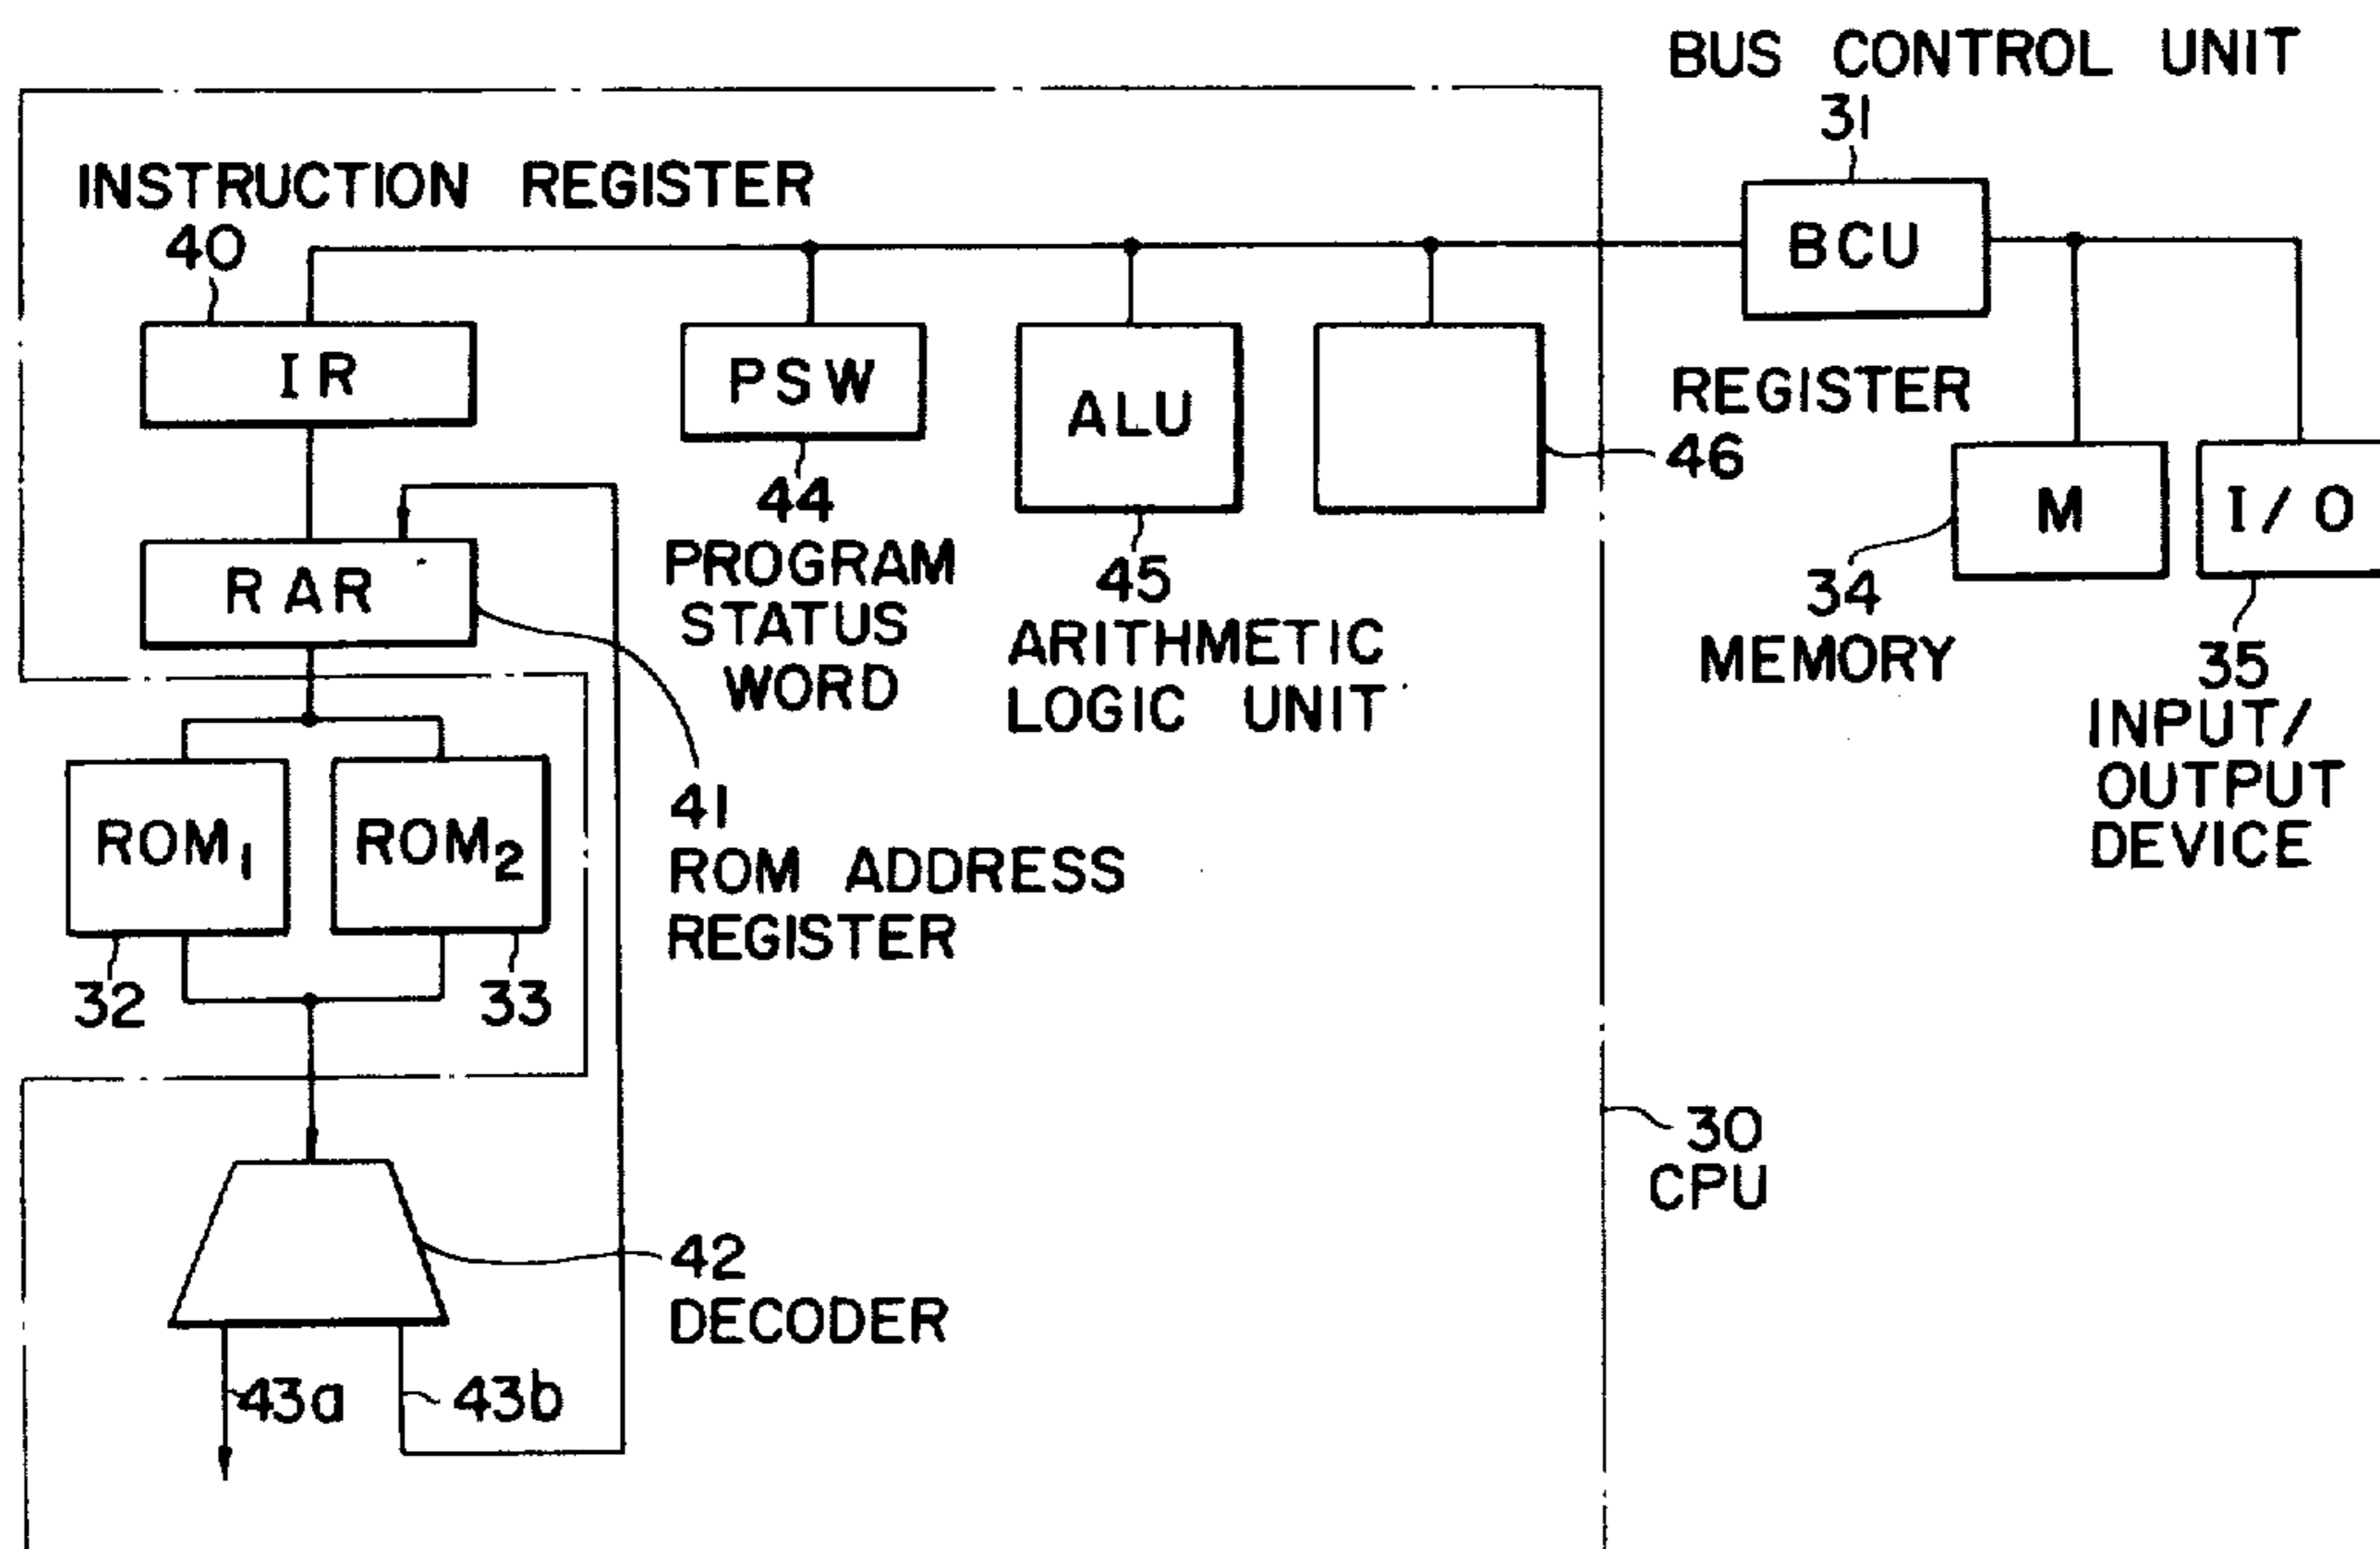 BUS CONTROL UNIT
31
BCU
INSTRUCTION REGISTER
40
IR
PSW
44
PROGRAM
STATUS
WORD
ALU
45
ARITHMETIC
LOGIC UNIT
REGISTER
46
M
34
MEMORY
I/O
35
INPUT/
OUTPUT
DEVICE
RAR
41
ROM ADDRESS
REGISTER
ROM1
32
ROM2
33
30
CPU
42
DECODER
43a
43b